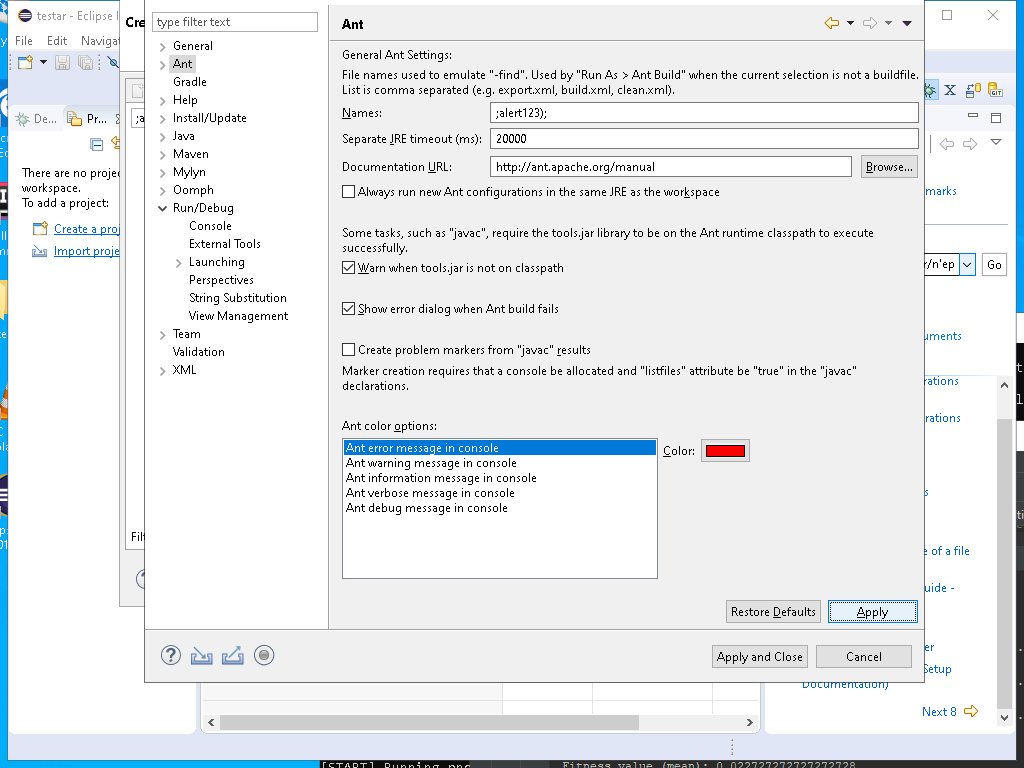 testar - Eclipse
Cre
File Edit Navigat
De... Pr...
There are no proje
workspace.
To add a project:
Create a proj
Import proje
;a
Filt
type filter text
General
Ant
Gradle
Help
Install/Update
Java
Maven
Mylyn
Oomph
Run/Debug
Console
External Tools
Launching
Perspectives
String Substitution
View Management
Team
Validation
XML
Ant
General Ant Settings:
File names used to emulate "-find". Used by "Run As > Ant Build" when the current selection is not a buildfile.
List is comma separated (e.g. export.xml, build.xml, clean.xml).
Names: ;alert123);
Separate JRE timeout (ms): 20000
Documentation URL: http://ant.apache.org/manual Browse...
Always run new Ant configurations in the same JRE as the workspace
Some tasks, such as "javac", require the tools.jar library to be on the Ant runtime classpath to execute
successfully.
Warn when tools.jar is not on classpath
Show error dialog when Ant build fails
Create problem markers from "javac" results
Marker creation requires that a console be allocated and "listfiles" attribute be "true" in the "javac"
declarations.
Ant color options:
Ant error message in console
Ant warning message in console
Ant information message in console
Ant verbose message in console
Ant debug message in console
Color:
Restore Defaults Apply
Apply and Close Cancel
X
GIT
marks
r/n'ep Go
uments
rations
rations
s
e of a file
uide -
er
Setup
Documentation)
Next 8
[START] Running
Fitness value (mean): 0.022727272727272728